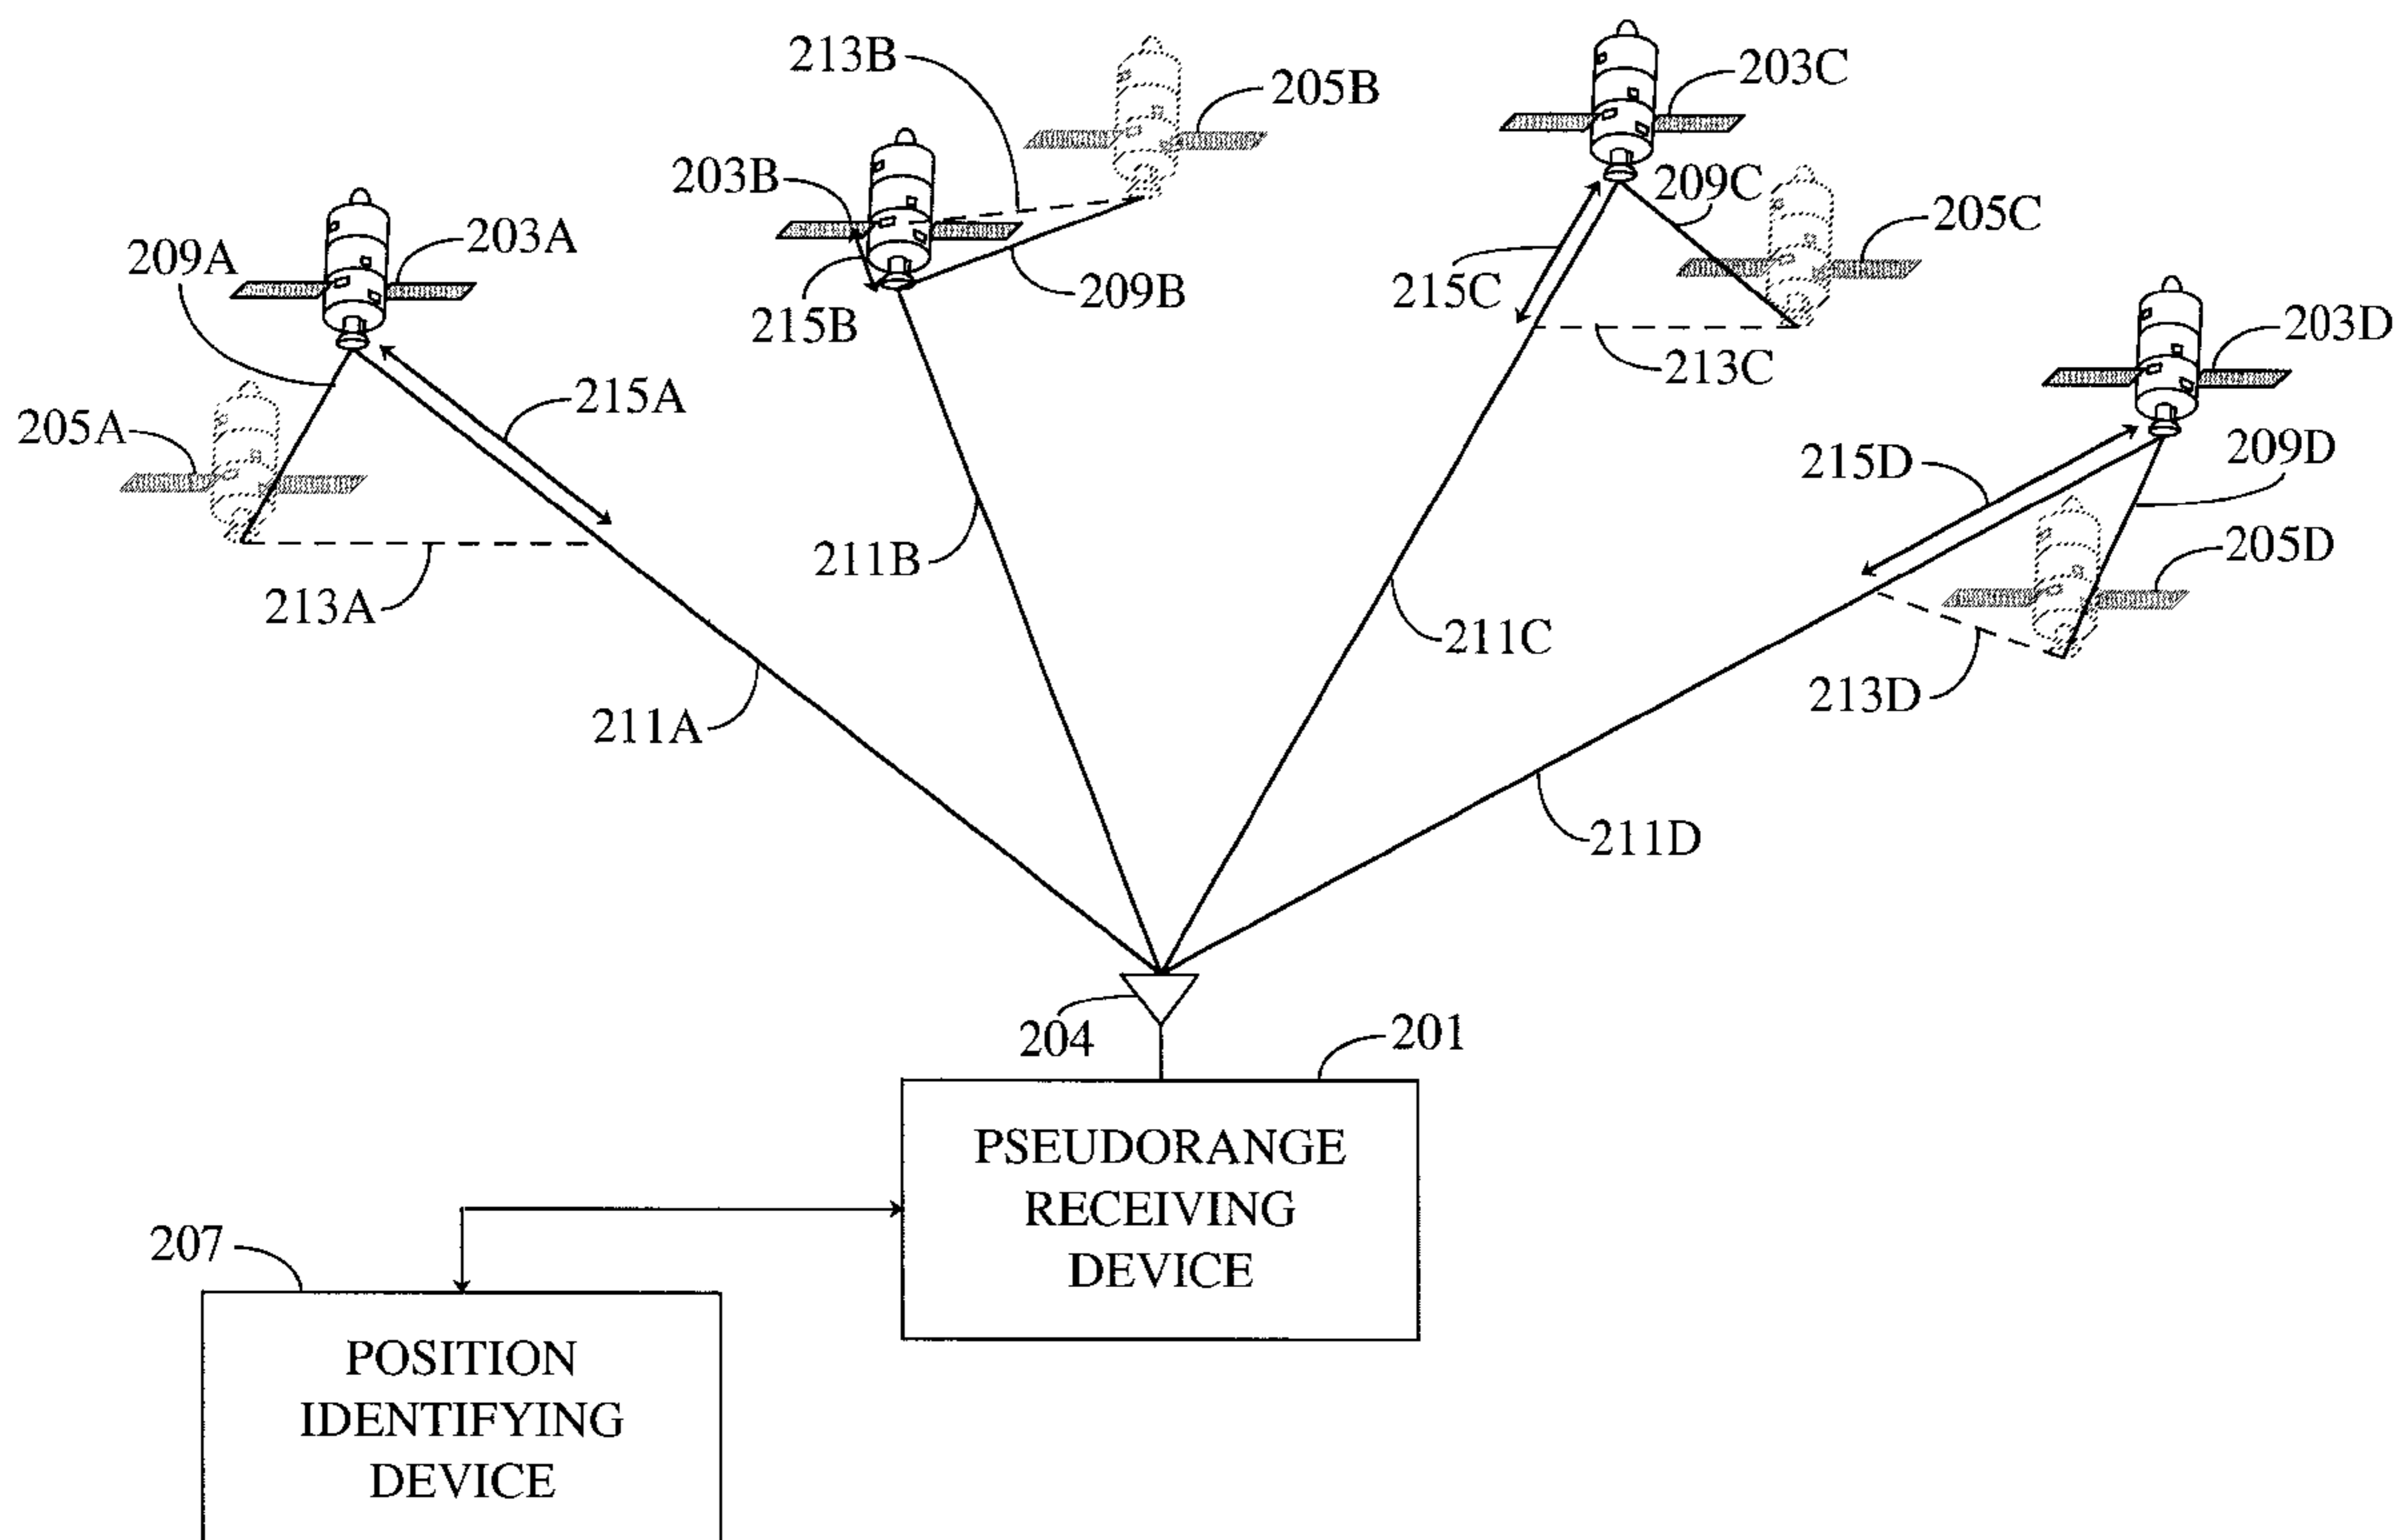 213B
205B
203C
203B
209C
203A
205C
209A
215C
209B
215B
203D
213C
215A
205A
215D
209D
205D
211B
213A
211C
213D
211A
211D
204
201
PSEUDORANGE
RECEIVING
DEVICE
207
POSITION
IDENTIFYING
DEVICE